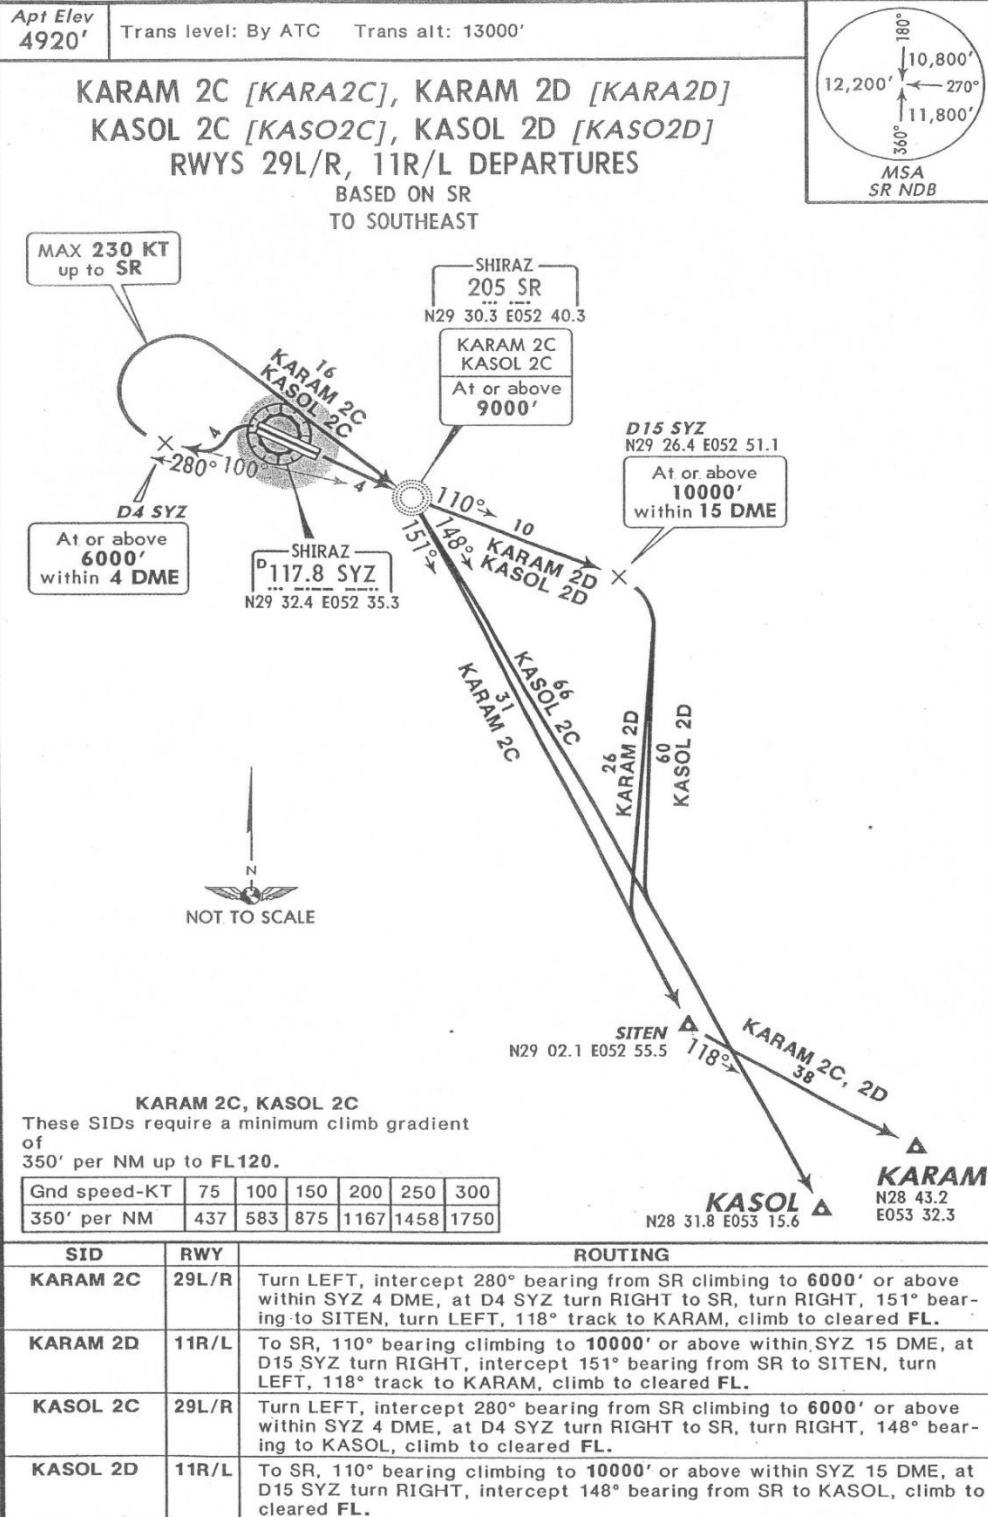 Apt Elev
4920'
Trans level: By ATC Trans alt: 13000'
180°
10,800'
12,200'
270°
11,800'
360°
MSA
SR NDB
KARAM 2C [KARA2C], KARAM 2D [KARA2D]
KASOL 2C [KASO2C], KASOL 2D [KASO2D]
RWYS 29L/R, 11R/L DEPARTURES
BASED ON SR
TO SOUTHEAST
MAX 230 KT
up to SR
SHIRAZ
205 SR
N29 30.3 E052 40.3
KARAM 2C
KASOL 2C
At or above
9000'
16
KARAM 2C
KASOL 2C
D15 SYZ
N29 26.4 E052 51.1
At or above
10000'
within 15 DME
4
280° 100°
4
D4 SYZ
At or above
6000'
within 4 DME
SHIRAZ
D 117.8 SYZ
N29 32.4 E052 35.3
110° 10
KARAM 2D
KASOL 2D
148°
151°
66
KASOL 2C
31
KARAM 2C
26
KARAM 2D
60
KASOL 2D
N
NOT TO SCALE
SITEN
N29 02.1 E052 55.5
118°
KARAM 2C, 2D
38
KARAM
N28 43.2
E053 32.3
KASOL
N28 31.8 E053 15.6
KARAM 2C, KASOL 2C
These SIDs require a minimum climb gradient
of
350' per NM up to FL120.
Gnd speed-KT 75 100 150 200 250 300
350' per NM 437 583 875 1167 1458 1750
SID RWY ROUTING
KARAM 2C 29L/R Turn LEFT, intercept 280° bearing from SR climbing to 6000' or above
within SYZ 4 DME, at D4 SYZ turn RIGHT to SR, turn RIGHT, 151° bear-
ing to SITEN, turn LEFT, 118° track to KARAM, climb to cleared FL.
KARAM 2D 11R/L To SR, 110° bearing climbing to 10000' or above within SYZ 15 DME, at
D15 SYZ turn RIGHT, intercept 151° bearing from SR to SITEN, turn
LEFT, 118° track to KARAM, climb to cleared FL.
KASOL 2C 29L/R Turn LEFT, intercept 280° bearing from SR climbing to 6000' or above
within SYZ 4 DME, at D4 SYZ turn RIGHT to SR, turn RIGHT, 148° bear-
ing to KASOL, climb to cleared FL.
KASOL 2D 11R/L To SR, 110° bearing climbing to 10000' or above within SYZ 15 DME, at
D15 SYZ turn RIGHT, intercept 148° bearing from SR to KASOL, climb to
cleared FL.